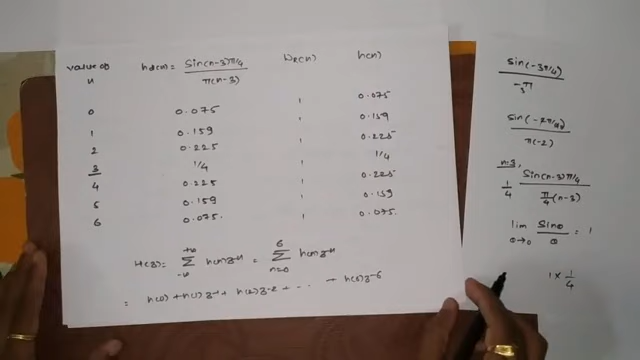 value of n hd(n) = sin(n-3)π/4 / π(n-3) WR(n) h(n)
0 0.075 1 0.075
1 0.159 1 0.159
2 0.225 1 0.225
3 1/4 1 1/4
4 0.225 1 0.225
5 0.159 1 0.159
6 0.075. 1 0.075.
H(z) = Σ h(n)z-n = Σ 6 n=0 h(n)z-n
= h(0) + h(1)z-1 + h(2)z-2 + ... + h(6)z-6
sin(-3π/4) / -3π
π(-2)
n=3
1/4 sin(n-3)π/4 / π/4 (n-3)
lim θ→0 sinθ / θ = 1
1 × 1/4